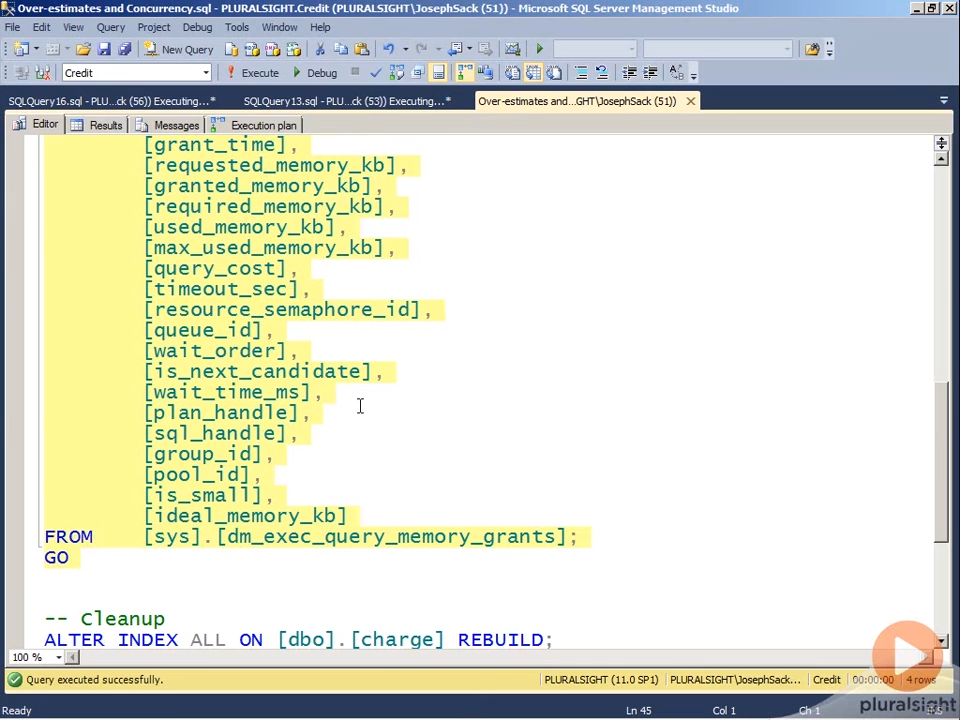 Over-estimates and Concurrency.sql - PLURALSIGHT.Credit (PLURALSIGHT\JosephSack (51)) - Microsoft SQL Server Management Studio
File Edit View Query Project Debug Tools Window Help
New Query
Credit Execute Debug
SQLQuery16.sql - PLU...ck (56)) Executing...* SQLQuery13.sql - PLU...ck (53)) Executing...* Over-estimates and...GHT\JosephSack (51))
Editor Results Messages Execution plan
[grant_time],
[requested_memory_kb],
[granted_memory_kb],
[required_memory_kb],
[used_memory_kb],
[max_used_memory_kb],
[query_cost],
[timeout_sec],
[resource_semaphore_id],
[queue_id],
[wait_order],
[is_next_candidate],
[wait_time_ms],
[plan_handle],
[sql_handle],
[group_id],
[pool_id],
[is_small],
[ideal_memory_kb]
FROM [sys].[dm_exec_query_memory_grants];
GO
-- Cleanup
ALTER INDEX ALL ON [dbo].[charge] REBUILD;
100 %
Query executed successfully. PLURALSIGHT (11.0 SP1) PLURALSIGHT\JosephSack... Credit 00:00:00 4 rows
pluralsight
Ready Ln 45 Col 1 Ch 1